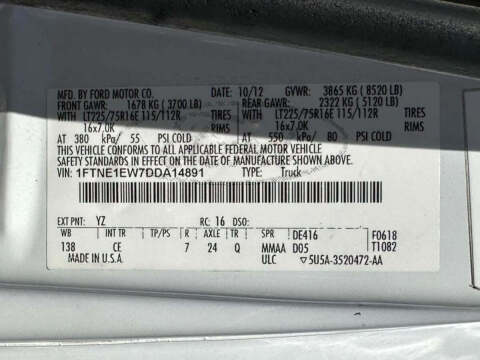 MFD. BY FORD MOTOR CO. 10/12 GVWR: 3865 KG ( 8520 LB)
FRONT GAWR: 1678 KG ( 3700 LB) REAR GAWR: 2322 KG ( 5120 LB)
WITH LT225/75R16E 115/112R TIRES WITH LT225/75R16E 115/112R TIRES
16x7.0K RIMS 16x7.0K RIMS
AT 380 kPa/ 55 PSI COLD AT 550 kPa/ 80 PSI COLD
THIS VEHICLE CONFORMS TO ALL APPLICABLE FEDERAL MOTOR VEHICLE
SAFETY STANDARDS IN EFFECT ON THE DATE OF MANUFACTURE SHOWN ABOVE.
VIN: 1FTNE1EW7DDA14891 TYPE: Truck
EXT PNT: YZ RC: 16 DSO:
WB INT TR TP/PS R AXLE TR SPR DE416 F0618
138 CE 7 24 Q MMAA D05 T1082
MADE IN U.S.A. ULC ▽5U5A-3520472-AA